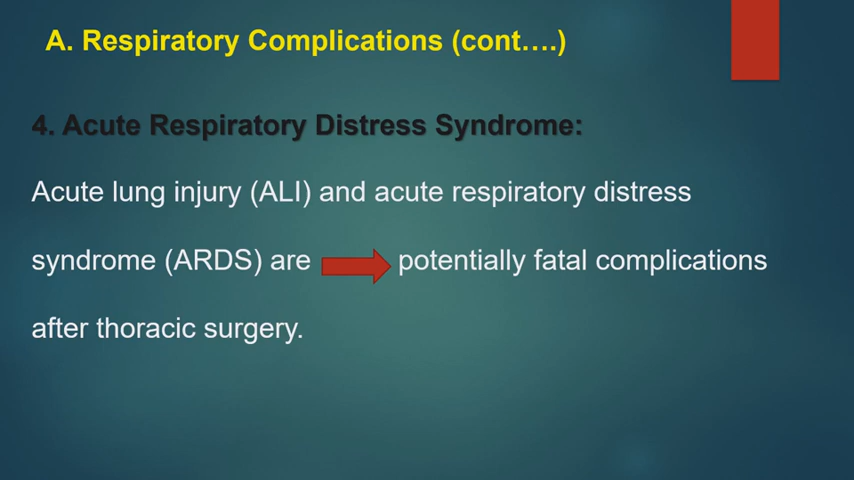 A. Respiratory Complications (cont….)
4. Acute Respiratory Distress Syndrome:
Acute lung injury (ALI) and acute respiratory distress
syndrome (ARDS) are potentially fatal complications
after thoracic surgery.